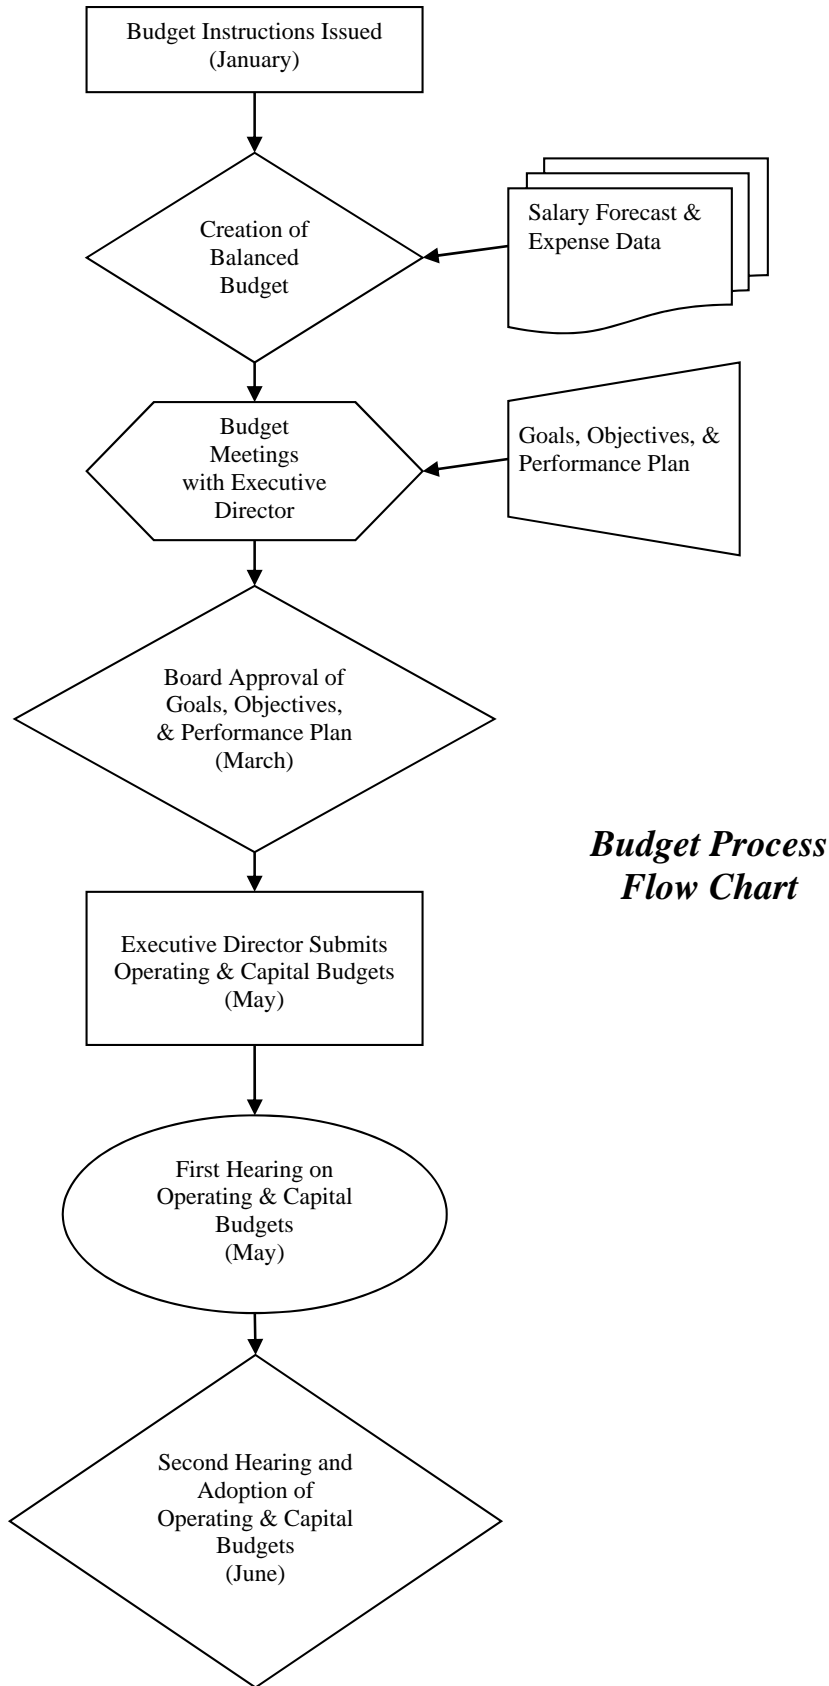 Budget Instructions Issued
(January)
Creation of
Balanced
Budget
Salary Forecast &
Expense Data
Budget
Meetings
with Executive
Director
Goals, Objectives, &
Performance Plan
Board Approval of
Goals, Objectives,
& Performance Plan
(March)
Budget Process
Flow Chart
Executive Director Submits
Operating & Capital Budgets
(May)
First Hearing on
Operating & Capital
Budgets
(May)
Second Hearing and
Adoption of
Operating & Capital
Budgets
(June)